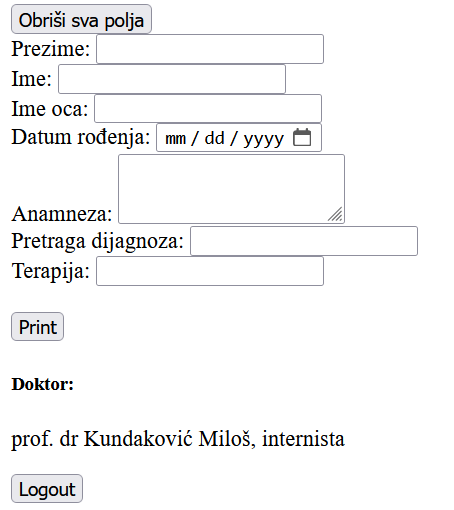 Obriši sva polja
Prezime:
Ime:
Ime oca:
Datum rođenja: mm / dd / yyyy
Anamneza:
Pretraga dijagnoza:
Terapija:
Print
Doktor:
prof. dr Kundaković Miloš, internista
Logout